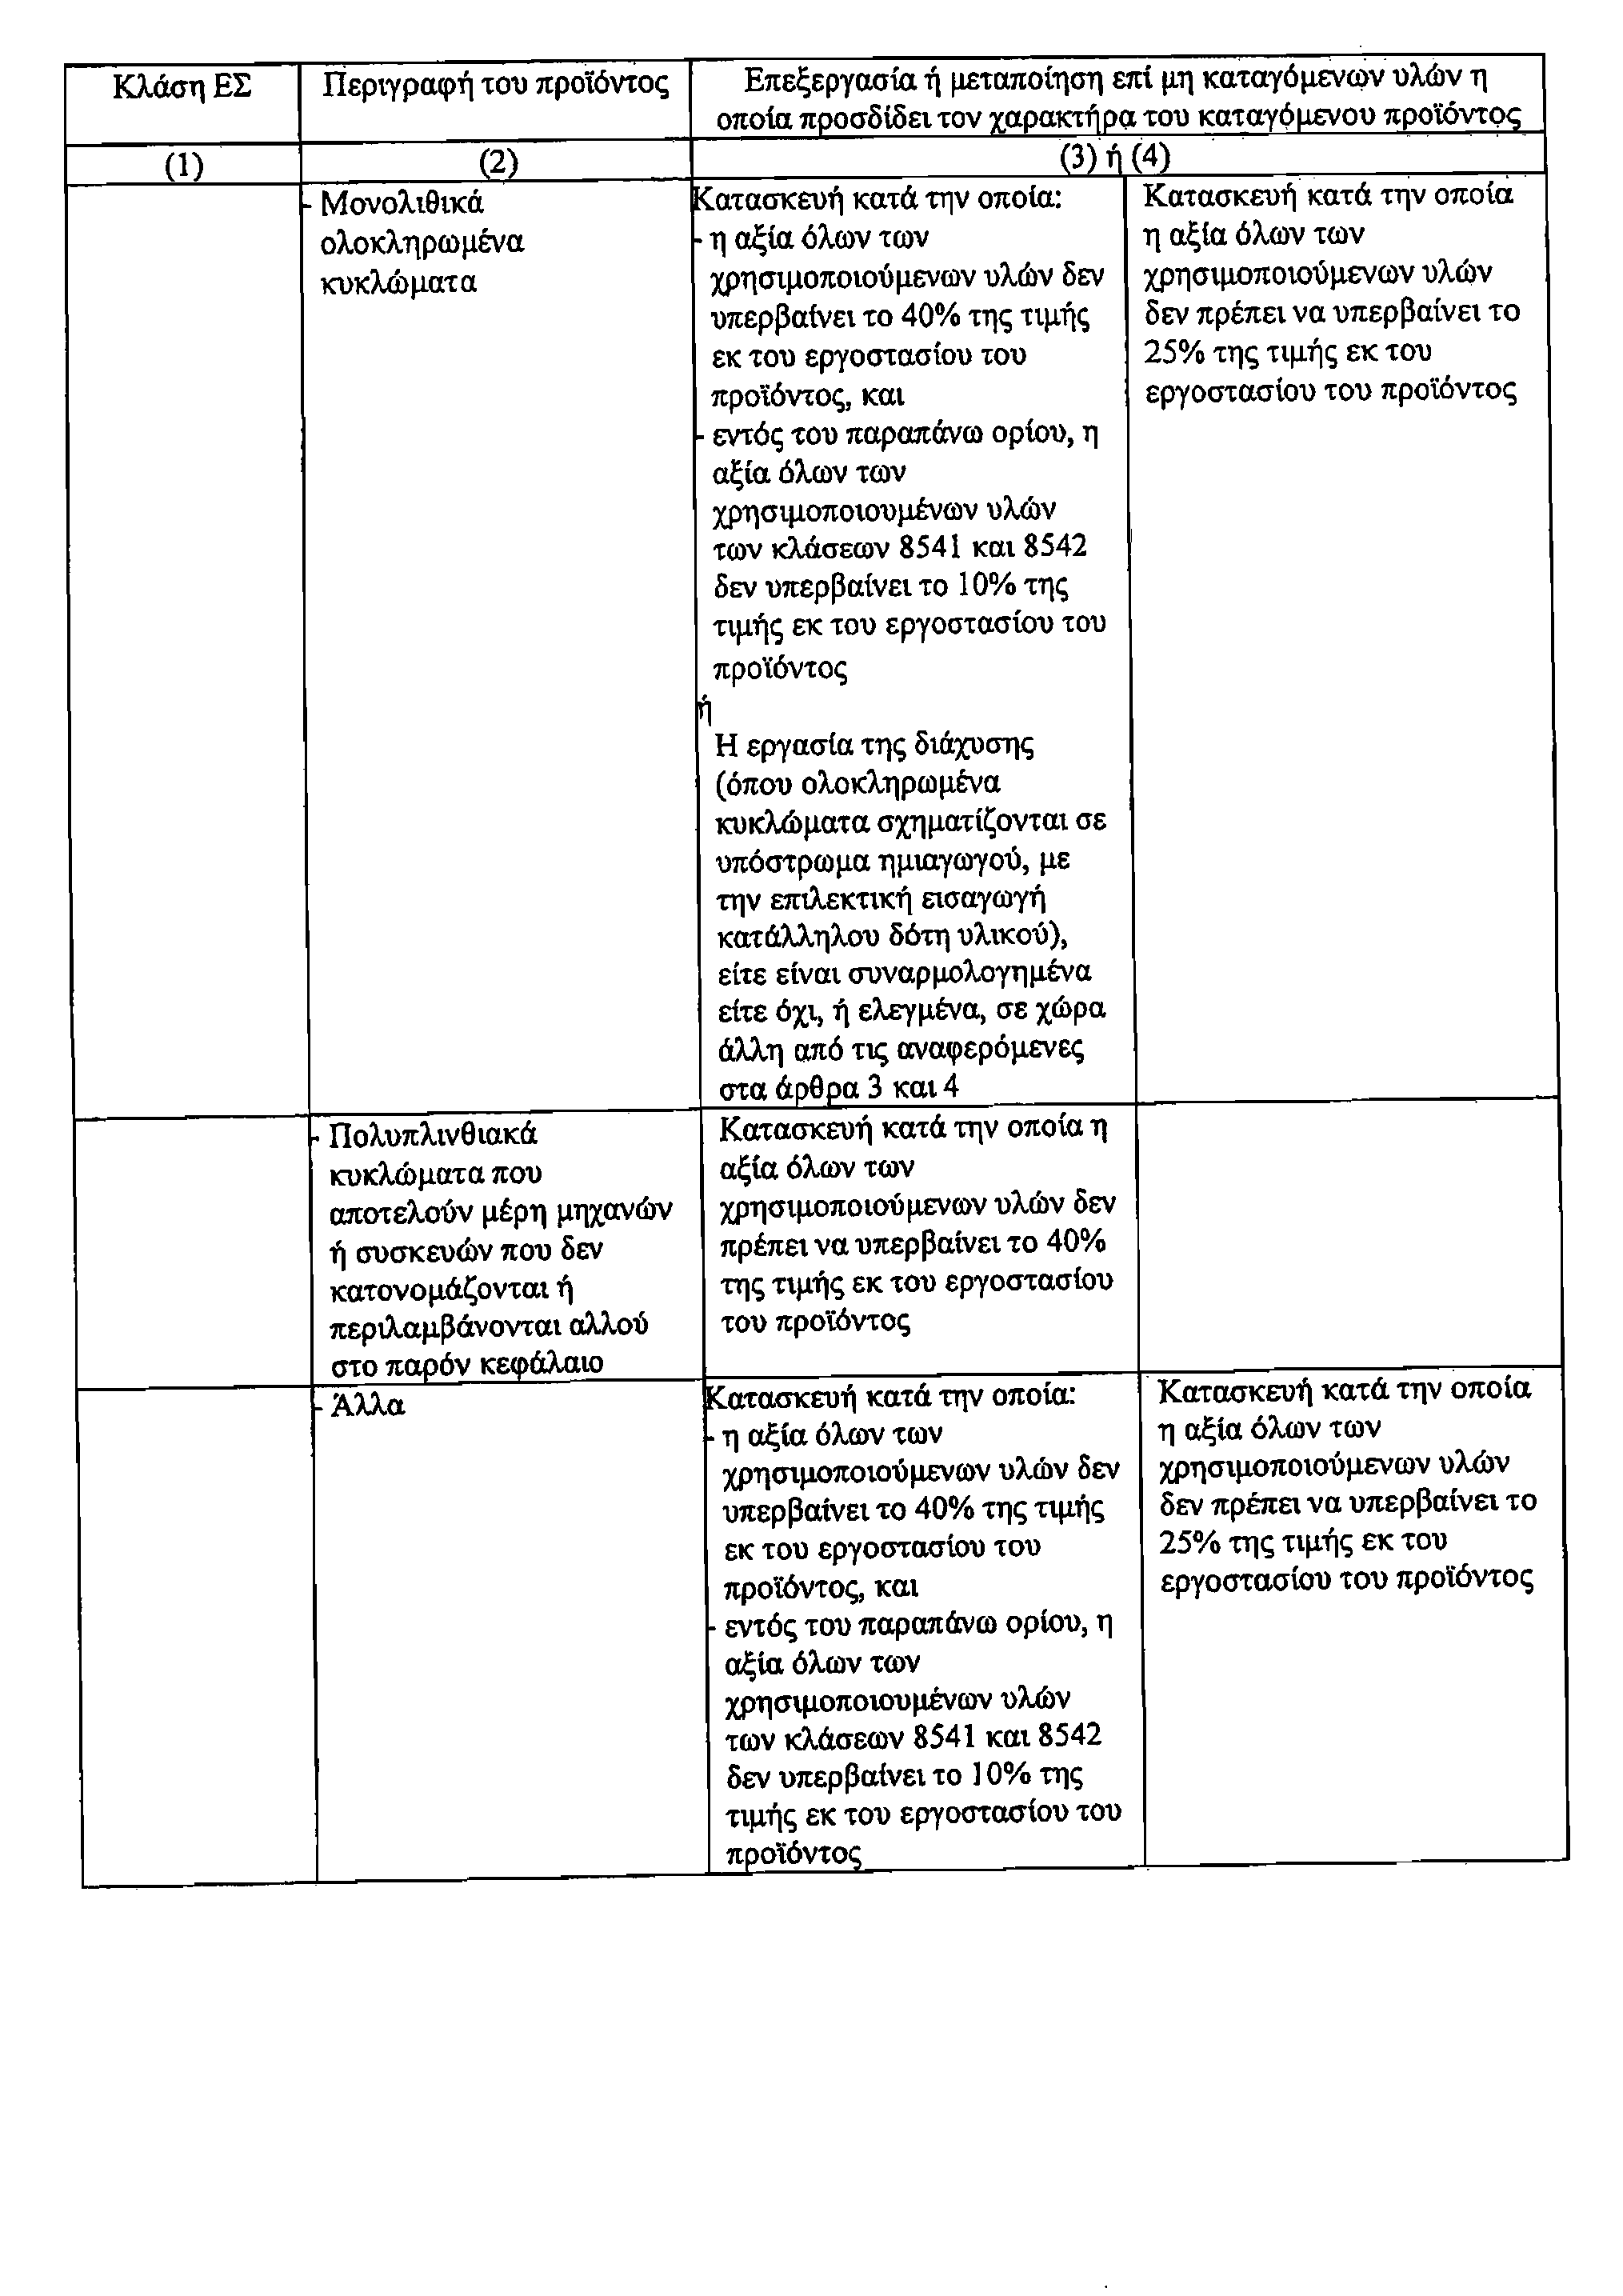 Κλάση ΕΣ
Περιγραφή του προϊόντος
Επεξεργασία ή μεταποίηση επί μη καταγόμενων υλών η
οποία προσδίδει τον χαρακτήρα του καταγόμενου προϊόντος
(1)
(2)
(3) ή (4)
- Μονολιθικά
ολοκληρωμένα
κυκλώματα
Κατασκευή κατά την οποία:
- η αξία όλων των
χρησιμοποιούμενων υλών δεν
υπερβαίνει το 40% της τιμής
εκ του εργοστασίου του
προϊόντος, και
- εντός του παραπάνω ορίου, η
αξία όλων των
χρησιμοποιουμένων υλών
των κλάσεων 8541 και 8542
δεν υπερβαίνει το 10% της
τιμής εκ του εργοστασίου του
προϊόντος
ή
Η εργασία της διάχυσης
(όπου ολοκληρωμένα
κυκλώματα σχηματίζονται σε
υπόστρωμα ημιαγωγού, με
την επιλεκτική εισαγωγή
κατάλληλου δότη υλικού),
είτε είναι συναρμολογημένα
είτε όχι, ή ελεγμένα, σε χώρα
άλλη από τις αναφερόμενες
στα άρθρα 3 και 4
Κατασκευή κατά την οποία
η αξία όλων των
χρησιμοποιούμενων υλών
δεν πρέπει να υπερβαίνει το
25% της τιμής εκ του
εργοστασίου του προϊόντος
- Πολυπλινθιακά
κυκλώματα που
αποτελούν μέρη μηχανών
ή συσκευών που δεν
κατονομάζονται ή
περιλαμβάνονται αλλού
στο παρόν κεφάλαιο
Κατασκευή κατά την οποία η
αξία όλων των
χρησιμοποιούμενων υλών δεν
πρέπει να υπερβαίνει το 40%
της τιμής εκ του εργοστασίου
του προϊόντος
- Άλλα
Κατασκευή κατά την οποία:
- η αξία όλων των
χρησιμοποιούμενων υλών δεν
υπερβαίνει το 40% της τιμής
εκ του εργοστασίου του
προϊόντος, και
- εντός του παραπάνω ορίου, η
αξία όλων των
χρησιμοποιουμένων υλών
των κλάσεων 8541 και 8542
δεν υπερβαίνει το 10% της
τιμής εκ του εργοστασίου του
προϊόντος
Κατασκευή κατά την οποία
η αξία όλων των
χρησιμοποιούμενων υλών
δεν πρέπει να υπερβαίνει το
25% της τιμής εκ του
εργοστασίου του προϊόντος